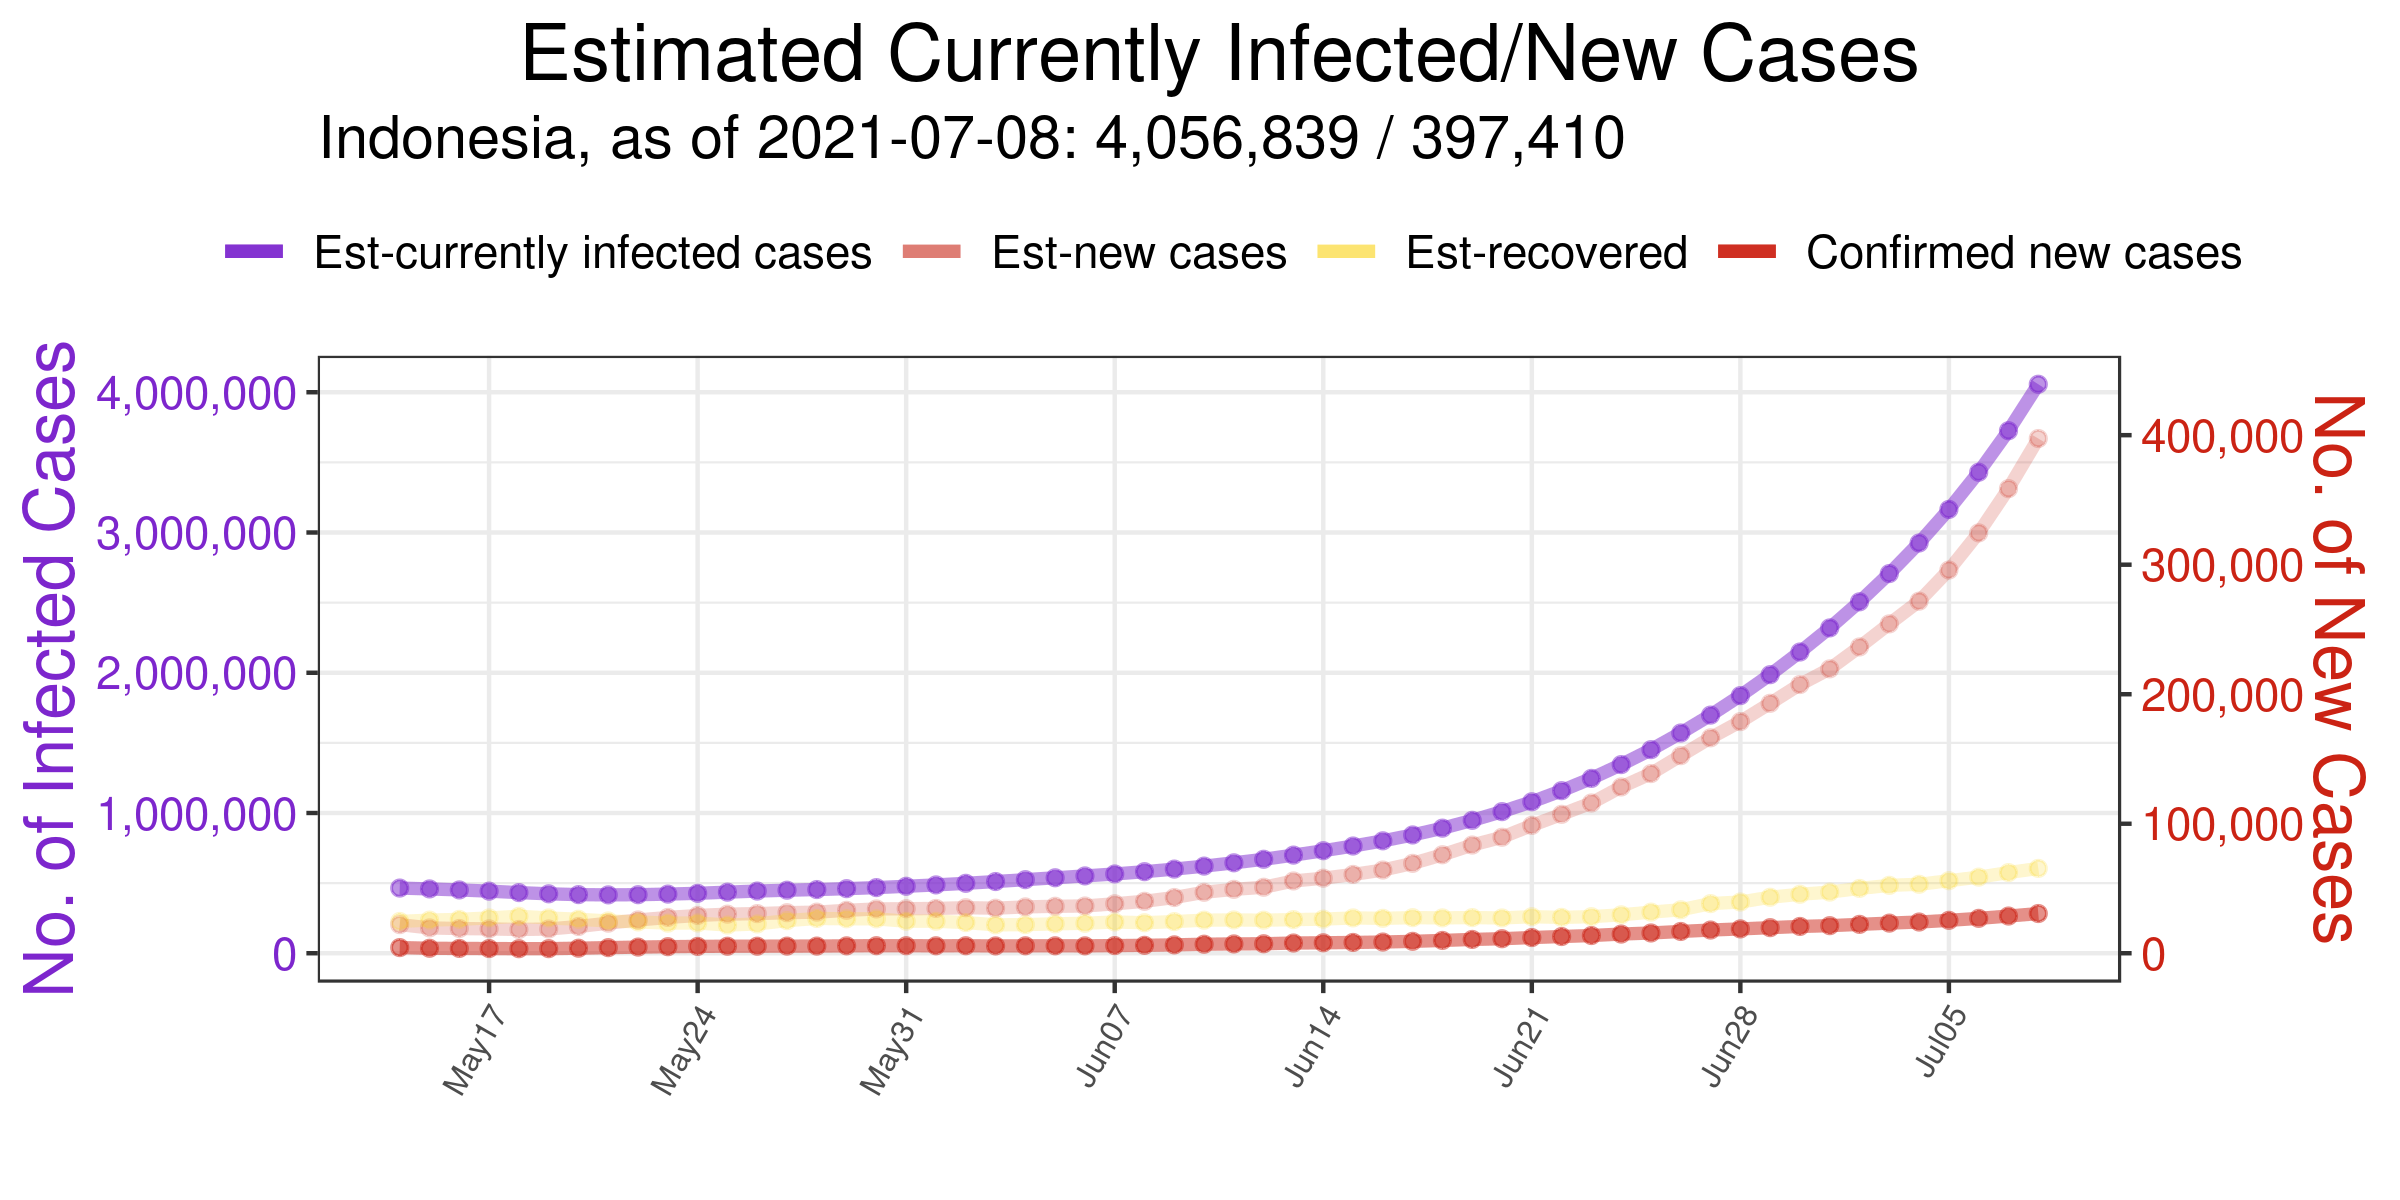 Estimated Currently Infected/New Cases
Indonesia, as of 2021-07-08: 4,056,839 / 397,410
Est-currently infected cases Est-new cases Est-recovered Confirmed new cases
No. of Infected Cases
4,000,000
3,000,000
2,000,000
1,000,000
0
400,000
300,000
200,000
100,000
0
No. of New Cases
May17 May24 May31 Jun07 Jun14 Jun21 Jun28 Jul05